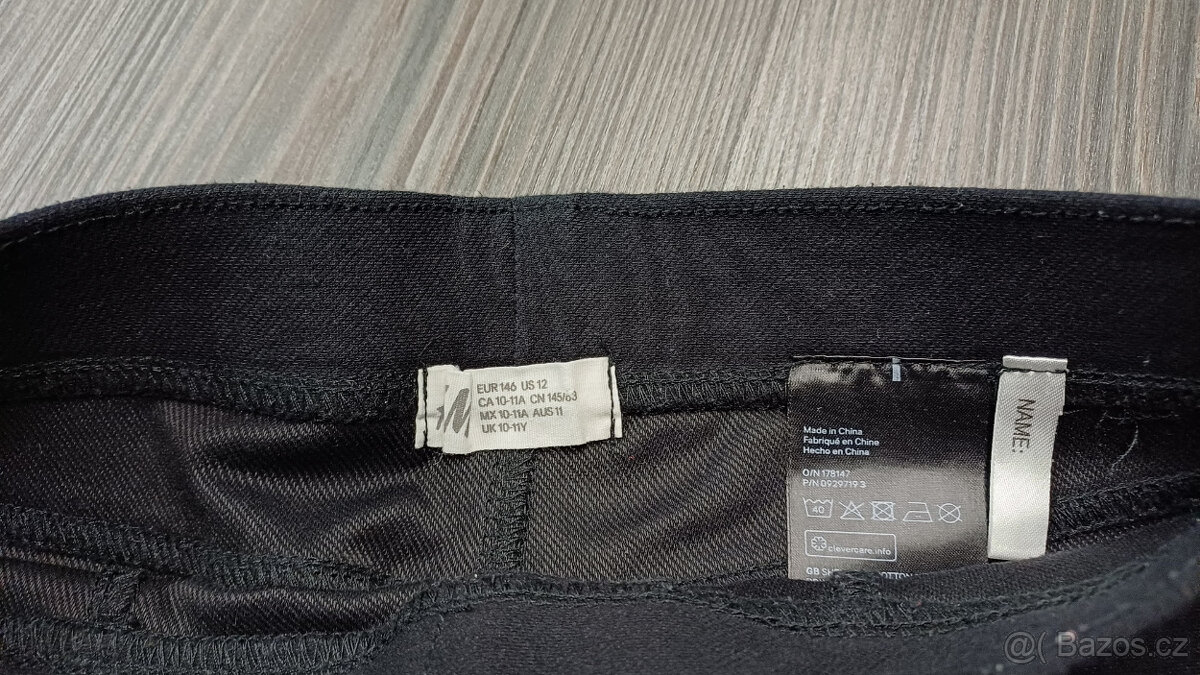 EUR 146 US 12
CA 10-11A CN 145/63
MX 10-11A AUS 11
UK 10-11Y
Made in China
Fabriqué en Chine
Hecho en China
O/N 178147
P/N 0929719 3
40
clevercare.info
GB
NAME:
@( Bazos.cz